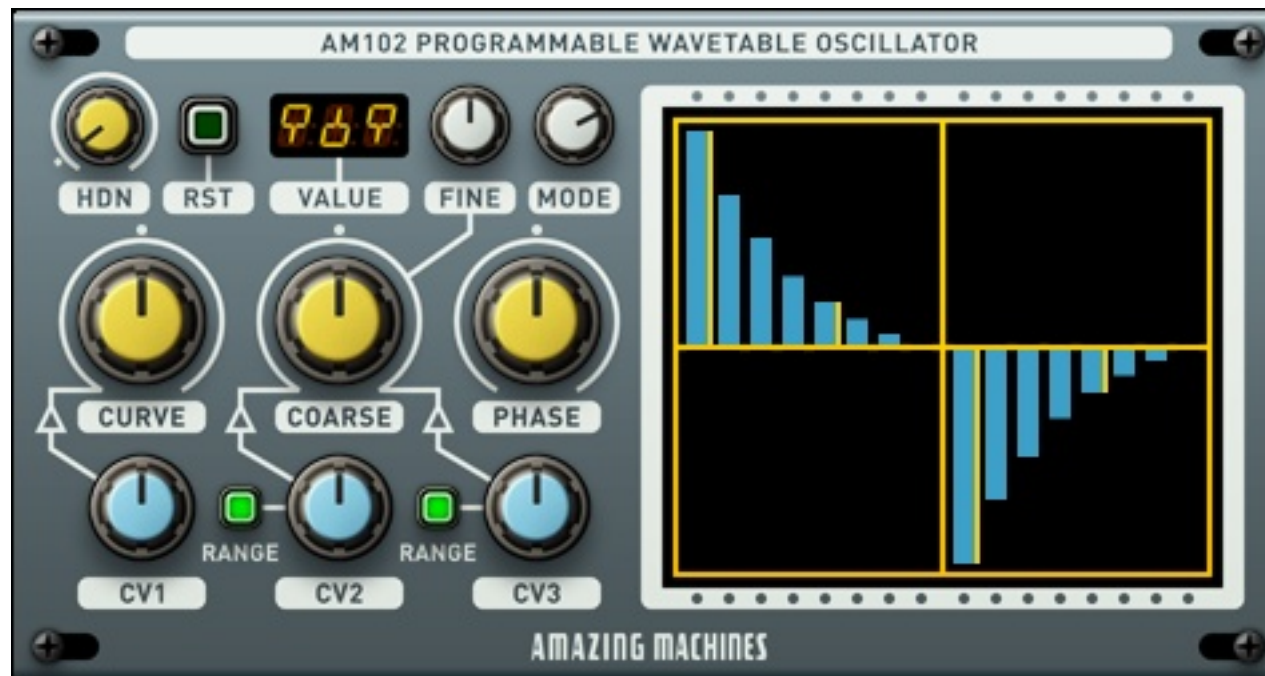 AM102 PROGRAMMABLE WAVETABLE OSCILLATOR
HDN RST VALUE FINE MODE
CURVE COARSE PHASE
RANGE RANGE
CV1 CV2 CV3
AMAZING MACHINES